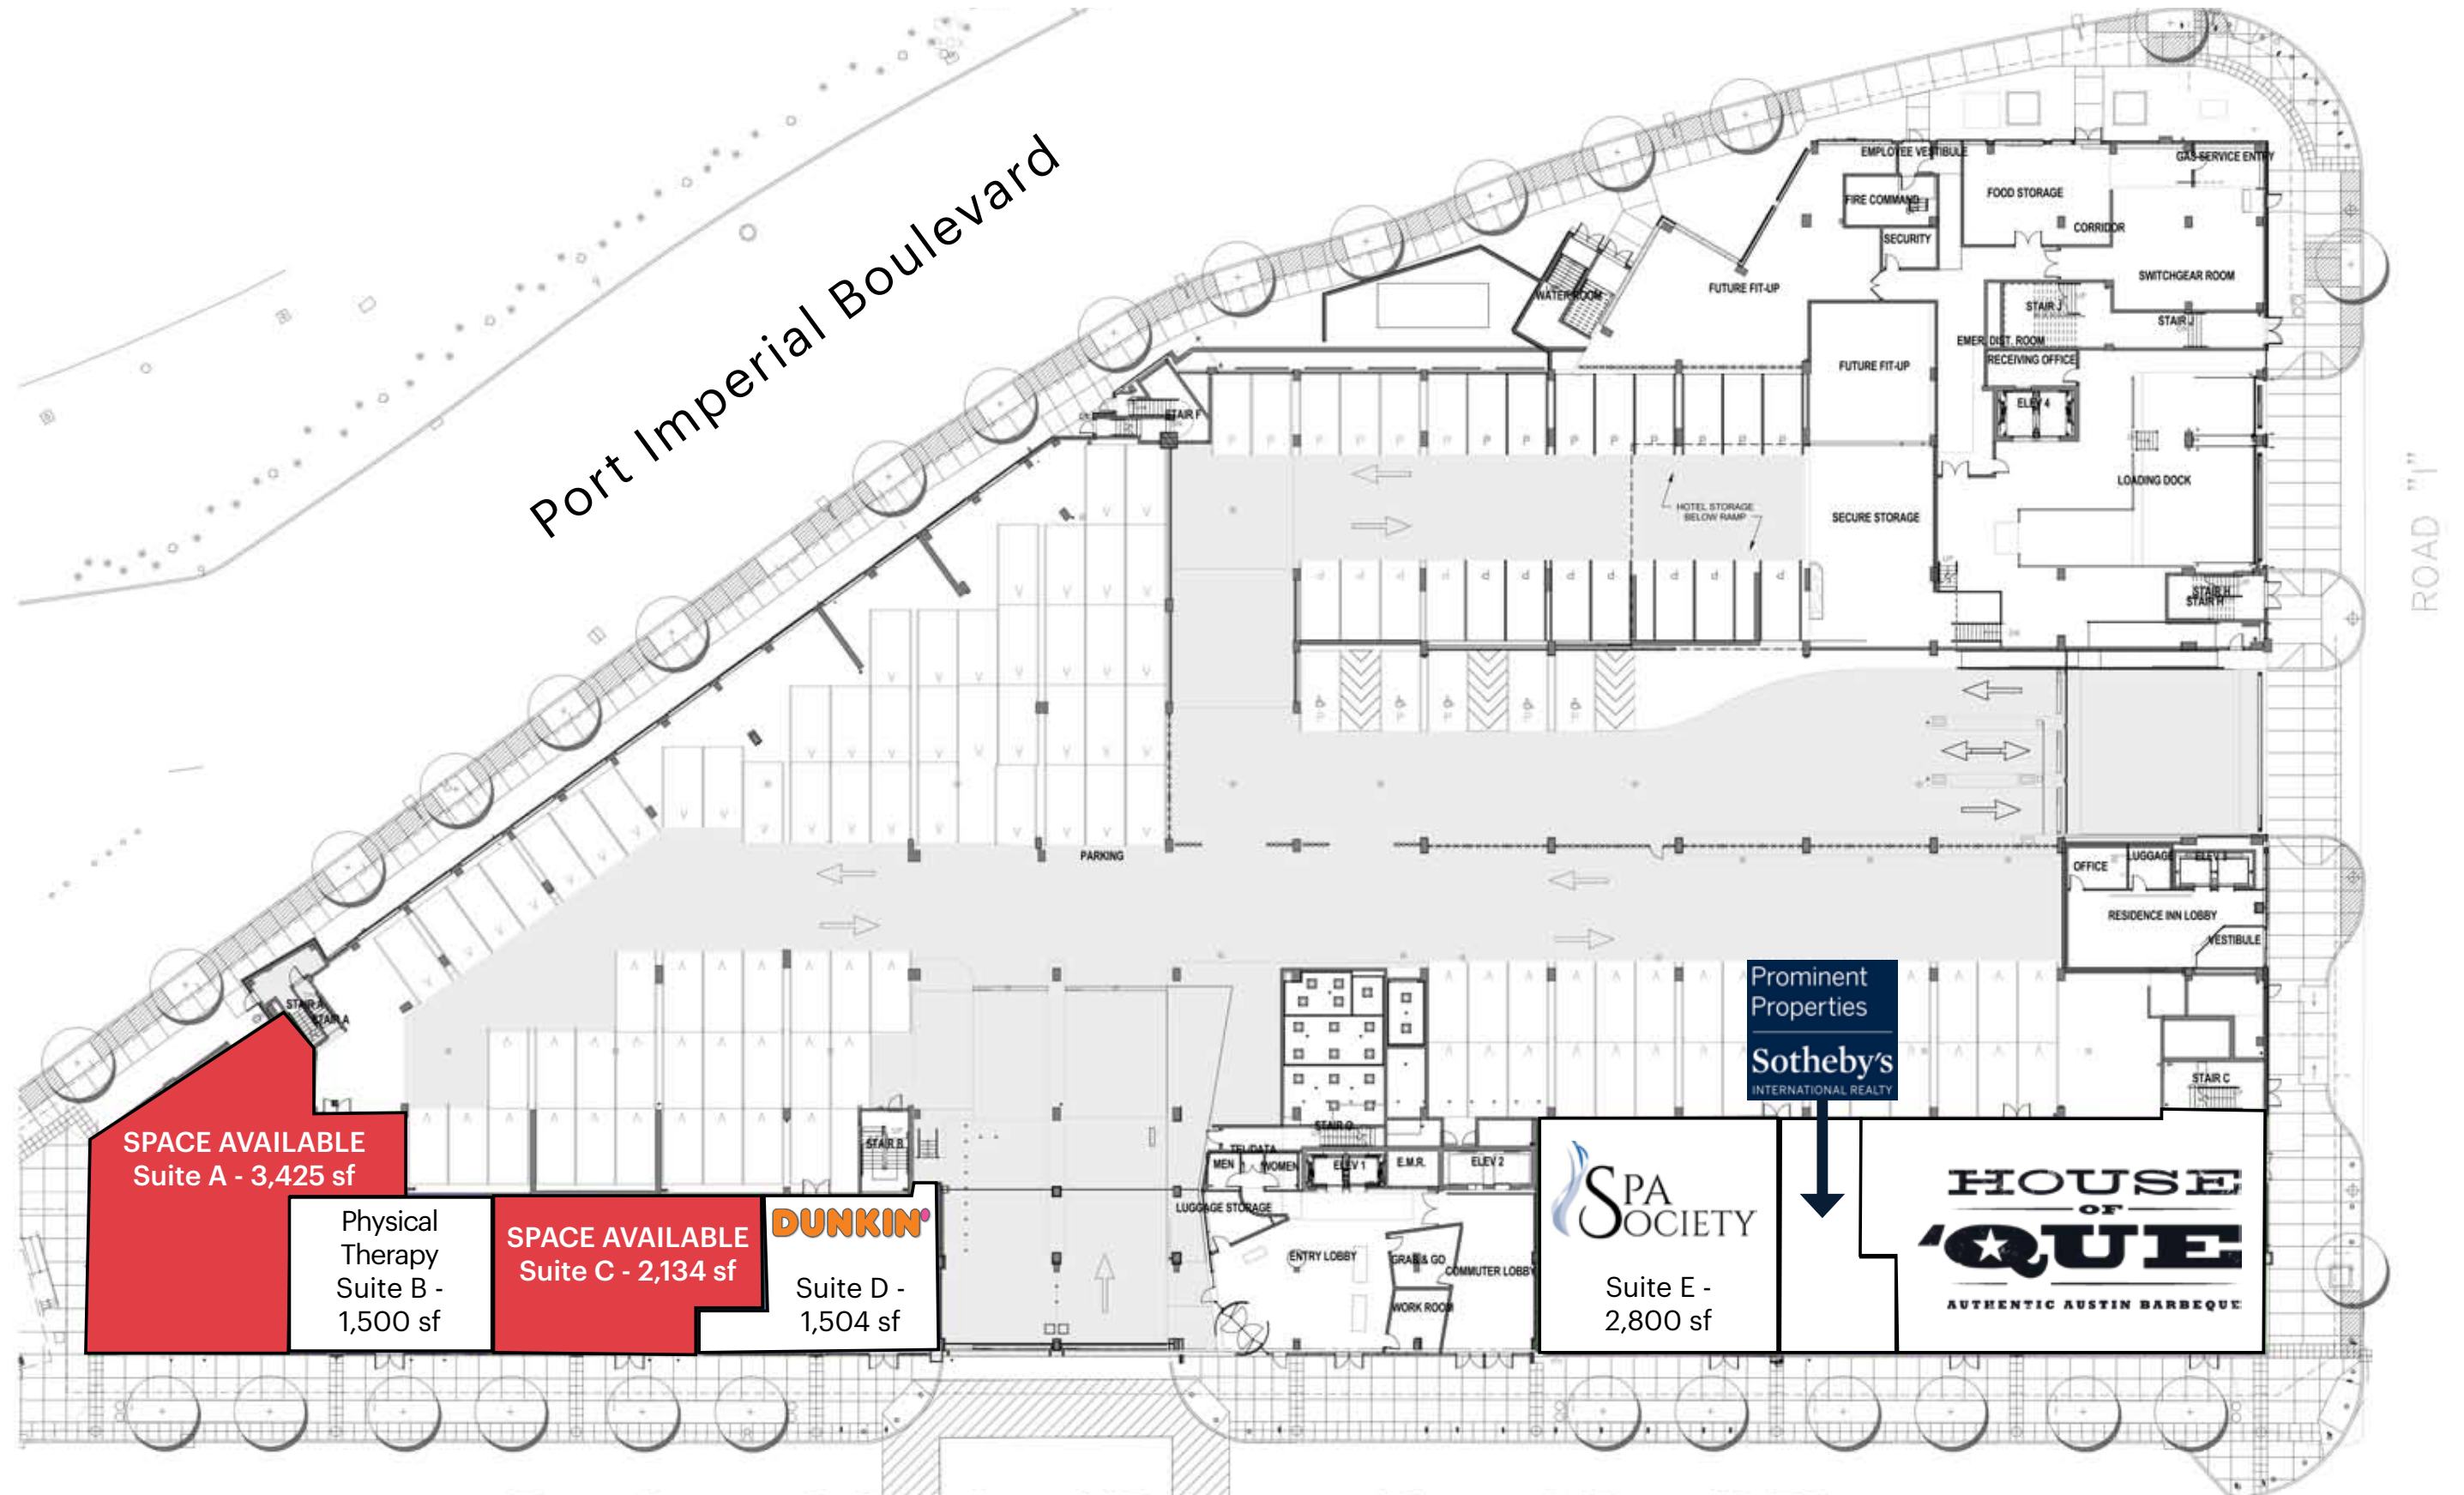 Port Imperial Boulevard
EMPLOYEE VESTIBULE
GAS SERVICE ENTRY
FIRE COMMAND
FOOD STORAGE
CORRIDOR
SECURITY
SWITCHGEAR ROOM
WATER ROOM
FUTURE FIT-UP
STAIR J
STAIR J
EMER. DIST. ROOM
RECEIVING OFFICE
FUTURE FIT-UP
ELEV 4
STAIR F
LOADING DOCK
HOTEL STORAGE
BELOW RAMP
SECURE STORAGE
ROAD "I"
STAIR H
STAIR H
PARKING
OFFICE
LUGGAGE
ELEV 3
RESIDENCE INN LOBBY
VESTIBULE
STAIR A
STAIR A
Prominent
Properties
Sotheby's
INTERNATIONAL REALTY
STAIR C
SPACE AVAILABLE
Suite A - 3,425 sf
Physical
Therapy
Suite B -
1,500 sf
SPACE AVAILABLE
Suite C - 2,134 sf
STAIR B
DUNKIN'
Suite D -
1,504 sf
STAIR G
TEL/DATA
MEN
WOMEN
ELEV 1
E.M.R.
ELEV 2
LUGGAGE STORAGE
ENTRY LOBBY
GRAB & GO
COMMUTER LOBBY
WORK ROOM
SPA
SOCIETY
Suite E -
2,800 sf
HOUSE
OF
'QUE
AUTHENTIC AUSTIN BARBEQUE